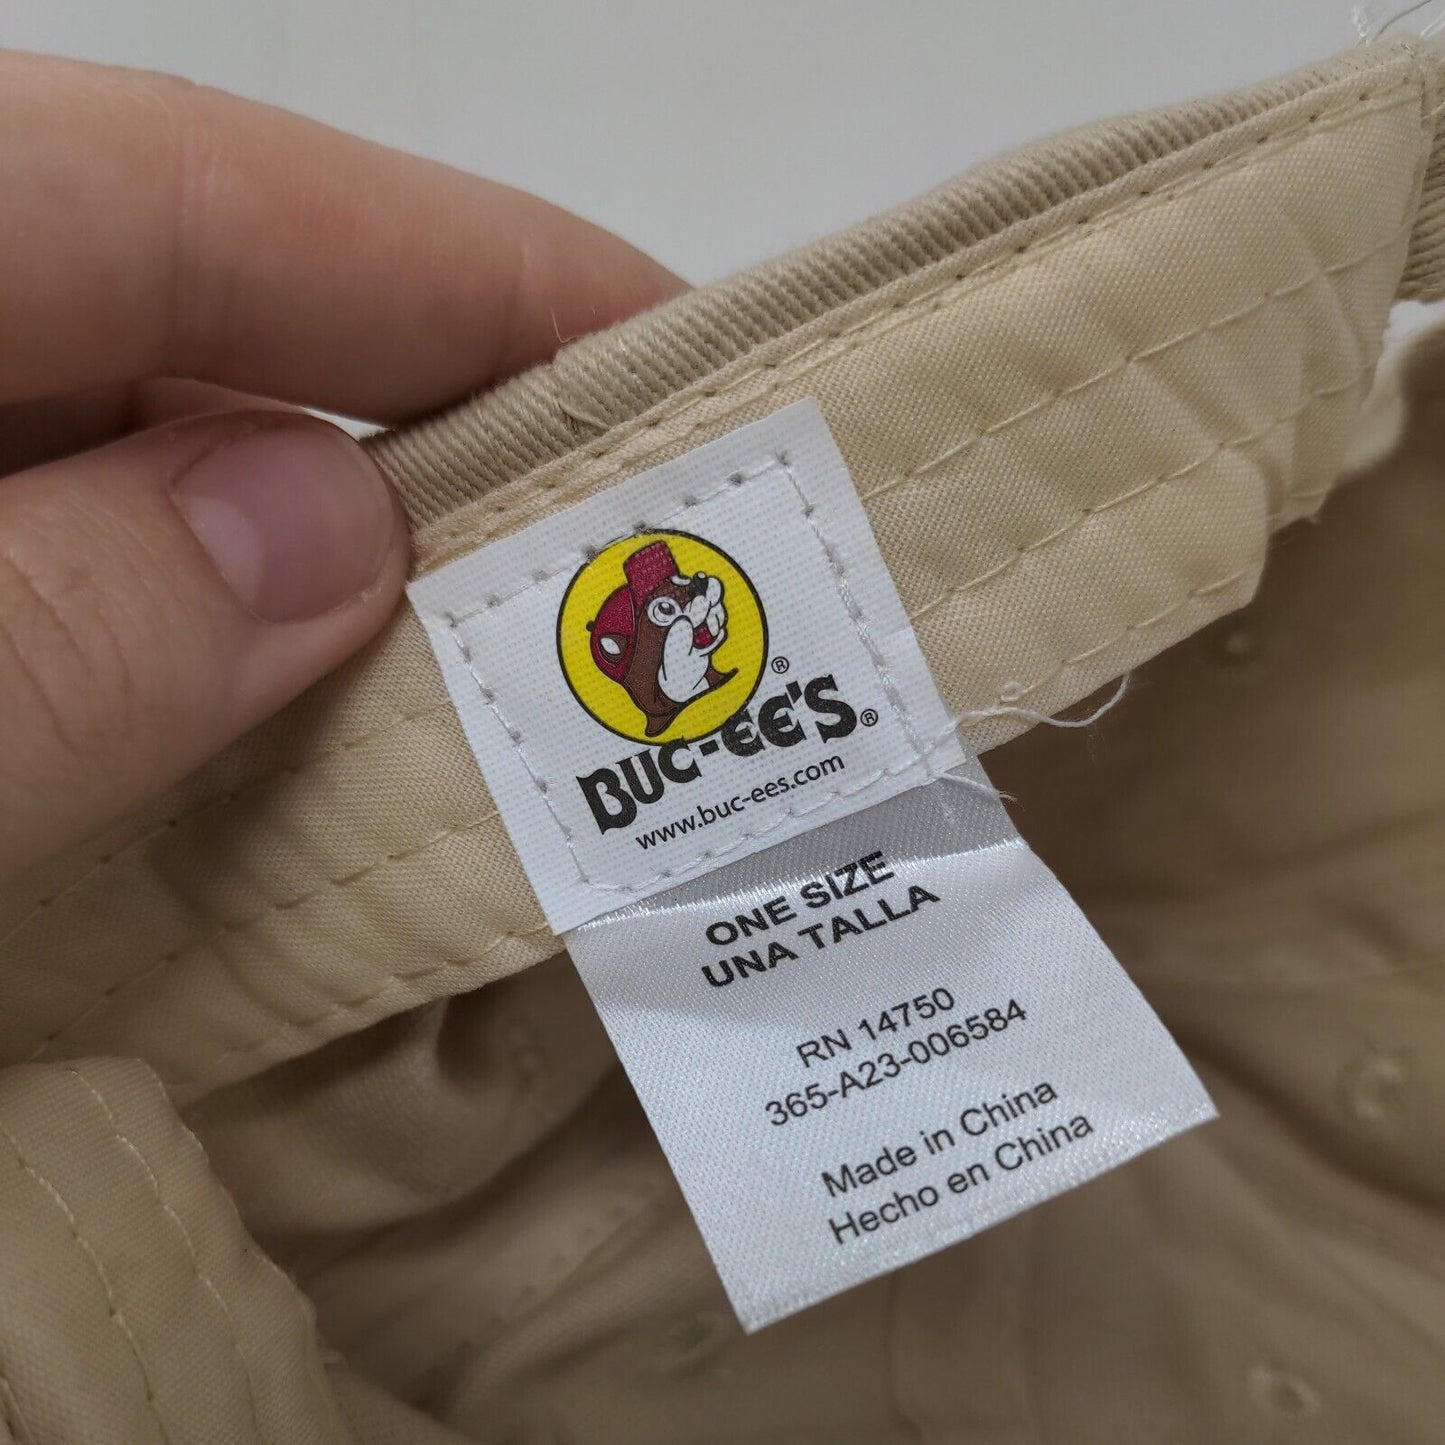 BUC-EE'S®
®
www.buc-ees.com
ONE SIZE
UNA TALLA
RN 14750
365-A23-006584
Made in China
Hecho en China